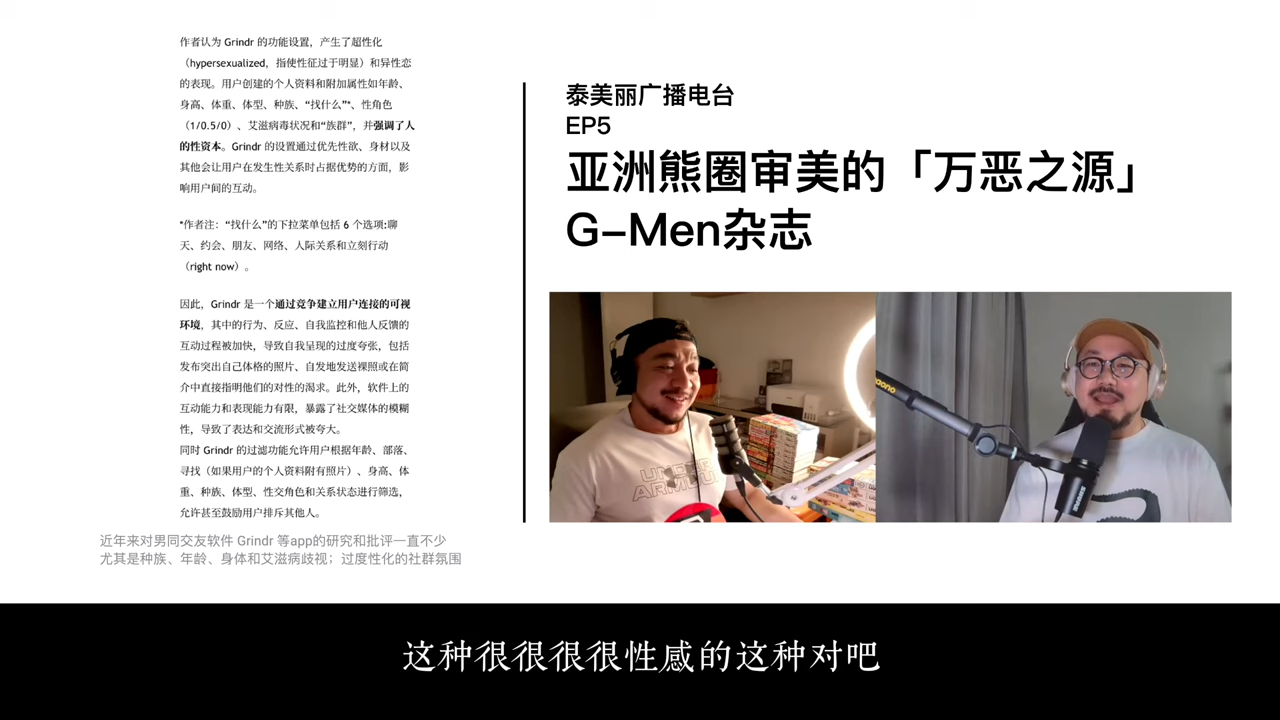 作者认为 Grindr 的功能设置，产生了超性化
（hypersexualized，指使性征过于明显）和异性恋
的表现。用户创建的个人资料和附加属性如年龄、
身高、体重、体型、种族、“找什么”*、性角色
（1/0.5/0）、艾滋病毒状况和“族群”，并强调了人
的性资本。Grindr 的设置通过优先性欲、身材以及
其他会让用户在发生性关系时占据优势的方面，影
响用户间的互动。
*作者注：“找什么”的下拉菜单包括 6 个选项:聊
天、约会、朋友、网络、人际关系和立刻行动
（right now）。
因此，Grindr 是一个通过竞争建立用户连接的可视
环境，其中的行为、反应、自我监控和他人反馈的
互动过程被加快，导致自我呈现的过度夸张，包括
发布突出自己体格的照片、自发地发送裸照或在简
介中直接指明他们的对性的渴求。此外，软件上的
互动能力和表现能力有限，暴露了社交媒体的模糊
性，导致了表达和交流形式被夸大。
同时 Grindr 的过滤功能允许用户根据年龄、部落、
寻找（如果用户的个人资料附有照片）、身高、体
重、种族、体型、性交角色和关系状态进行筛选，
允许甚至鼓励用户排斥其他人。
近年来对男同交友软件 Grindr 等app的研究和批评一直不少
尤其是种族、年龄、身体和艾滋病歧视；过度性化的社群氛围
泰美丽广播电台
EP5
亚洲熊圈审美的「万恶之源」
G-Men杂志
UNDER
ARMOUR
maono
这种很很很很性感的这种对吧